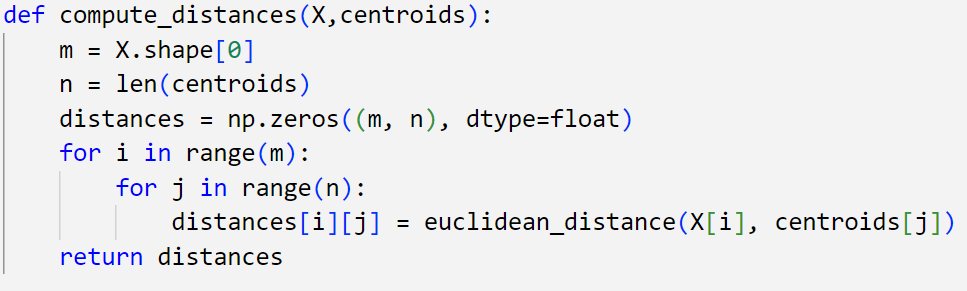 def compute_distances(X,centroids):
    m = X.shape[0]
    n = len(centroids)
    distances = np.zeros((m, n), dtype=float)
    for i in range(m):
        for j in range(n):
            distances[i][j] = euclidean_distance(X[i], centroids[j])
    return distances